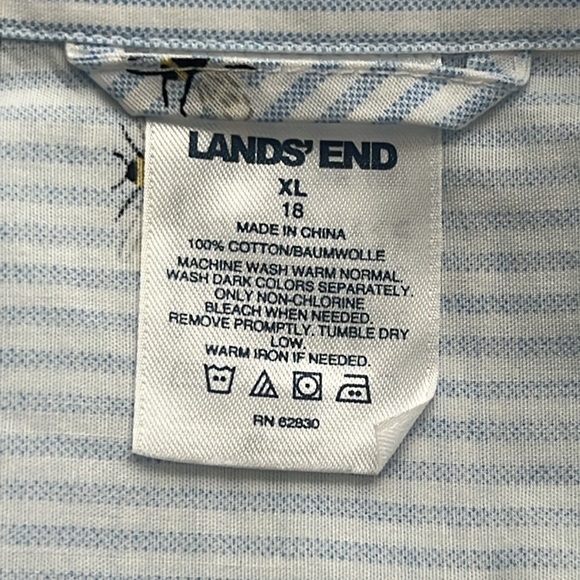 LANDS' END
XL
18
MADE IN CHINA
100% COTTON/BAUMWOLLE
MACHINE WASH WARM NORMAL.
WASH DARK COLORS SEPARATELY.
ONLY NON-CHLORINE
BLEACH WHEN NEEDED.
REMOVE PROMPTLY. TUMBLE DRY
LOW.
WARM IRON IF NEEDED.
RN 62830